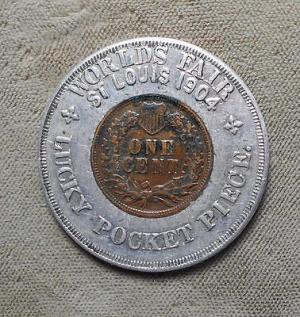 WORLDS FAIR
ST LOUIS 1904
ONE
CENT
LUCKY POCKET PIECE.